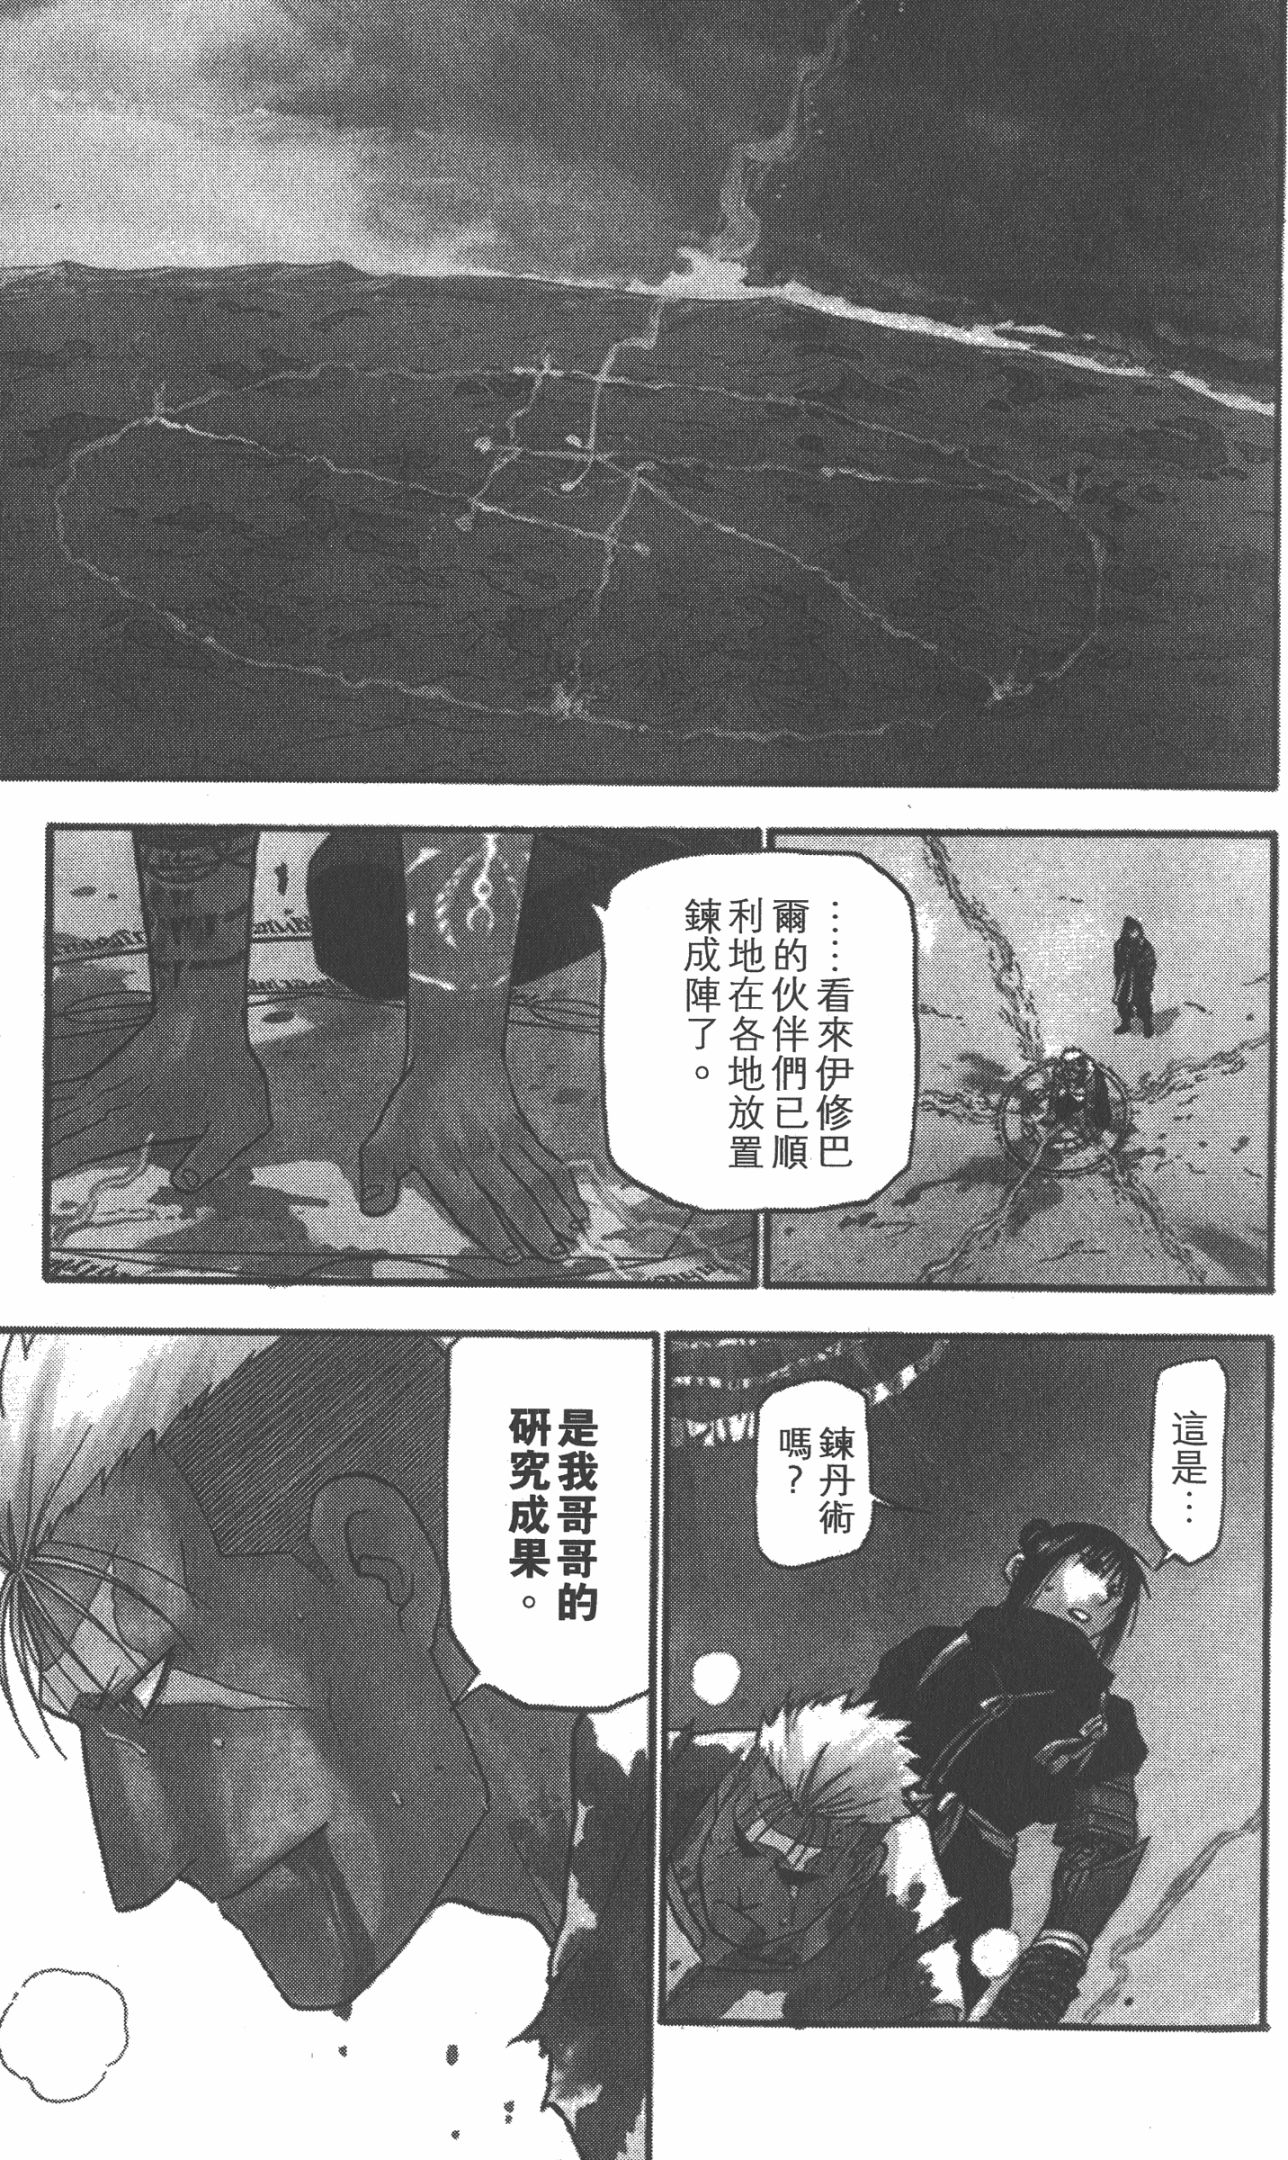 ……看來伊修巴
爾的伙伴們已順
利地在各地放置
鍊成陣了。
這是…
鍊丹術
嗎？
是我哥哥的
研究成果。